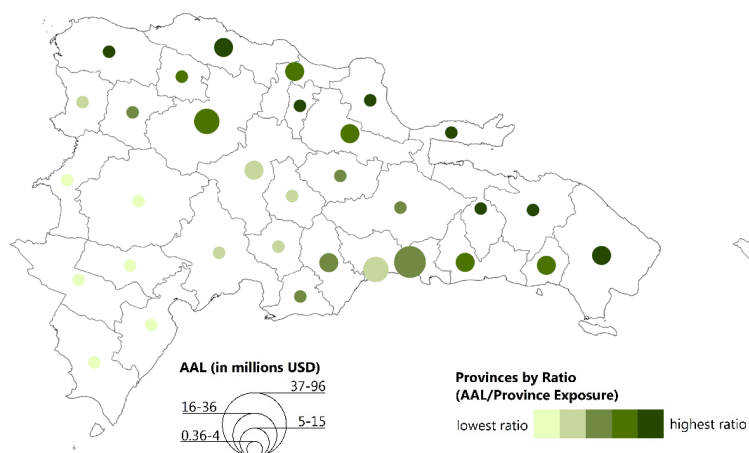 AAL (in millions USD)
37-96
16-36
5-15
0.36-4
Provinces by Ratio
(AAL/Province Exposure)
lowest ratio
highest ratio